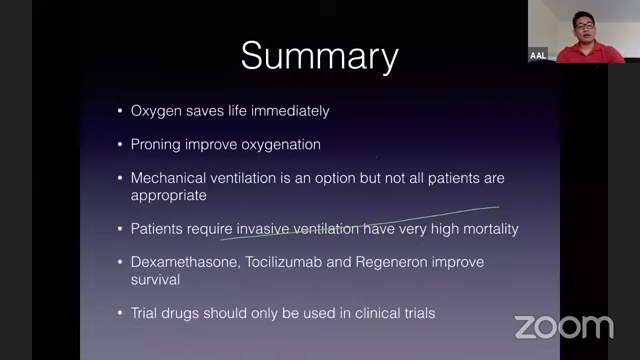 Summary
AAL
• Oxygen saves life immediately
• Proning improve oxygenation
• Mechanical ventilation is an option but not all patients are
appropriate
• Patients require invasive ventilation have very high mortality
• Dexamethasone, Tocilizumab and Regeneron improve
survival
• Trial drugs should only be used in clinical trials
zoom